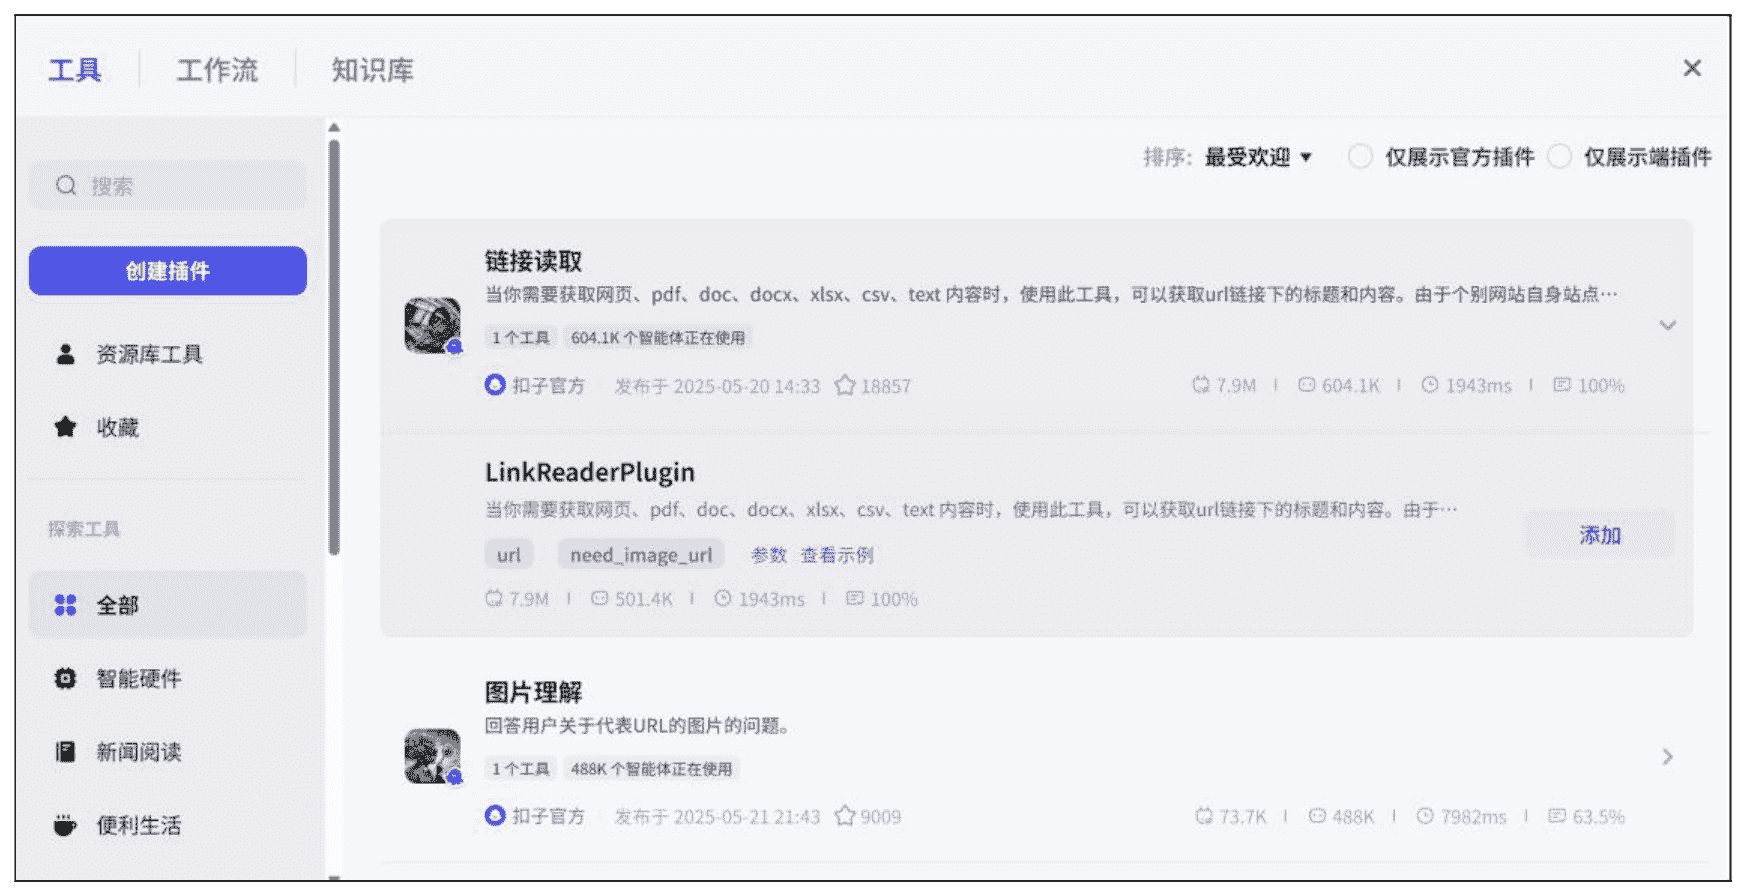 工具 工作流 知识库
搜索
创建插件
资源库工具
收藏
探索工具
全部
智能硬件
新闻阅读
便利生活
排序: 最受欢迎 仅展示官方插件 仅展示端插件
链接读取
当你需要获取网页、pdf、doc、docx、xlsx、csv、text 内容时，使用此工具，可以获取url链接下的标题和内容。由于个别网站自身站点…
1 个工具 604.1K 个智能体正在使用
扣子官方 发布于 2025-05-20 14:33 18857 7.9M 604.1K 1943ms 100%
LinkReaderPlugin
当你需要获取网页、pdf、doc、docx、xlsx、csv、text 内容时，使用此工具，可以获取url链接下的标题和内容。由于…
添加
url need_image_url 参数 查看示例
7.9M 501.4K 1943ms 100%
图片理解
回答用户关于代表URL的图片的问题。
1 个工具 488K 个智能体正在使用
扣子官方 发布于 2025-05-21 21:43 9009 73.7K 488K 7982ms 63.5%